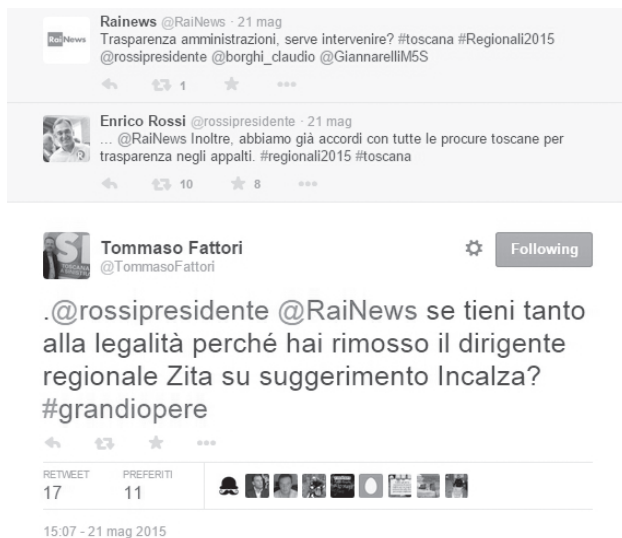 Rainews @RaiNews · 21 mag
RaiNews
Trasparenza amministrazioni, serve intervenire? #toscana #Regionali2015
@rossipresidente @borghi_claudio @GiannarelliM5S
1
Enrico Rossi @rossipresidente · 21 mag
... @RaiNews Inoltre, abbiamo già accordi con tutte le procure toscane per
trasparenza negli appalti. #regionali2015 #toscana
10 8
SI
TOSCANA
Tommaso Fattori
@TommasoFattori
Following
.@rossipresidente @RaiNews se tieni tanto
alla legalità perché hai rimosso il dirigente
regionale Zita su suggerimento Incalza?
#grandiopere
RETWEET PREFERITI
17 11
15:07 - 21 mag 2015